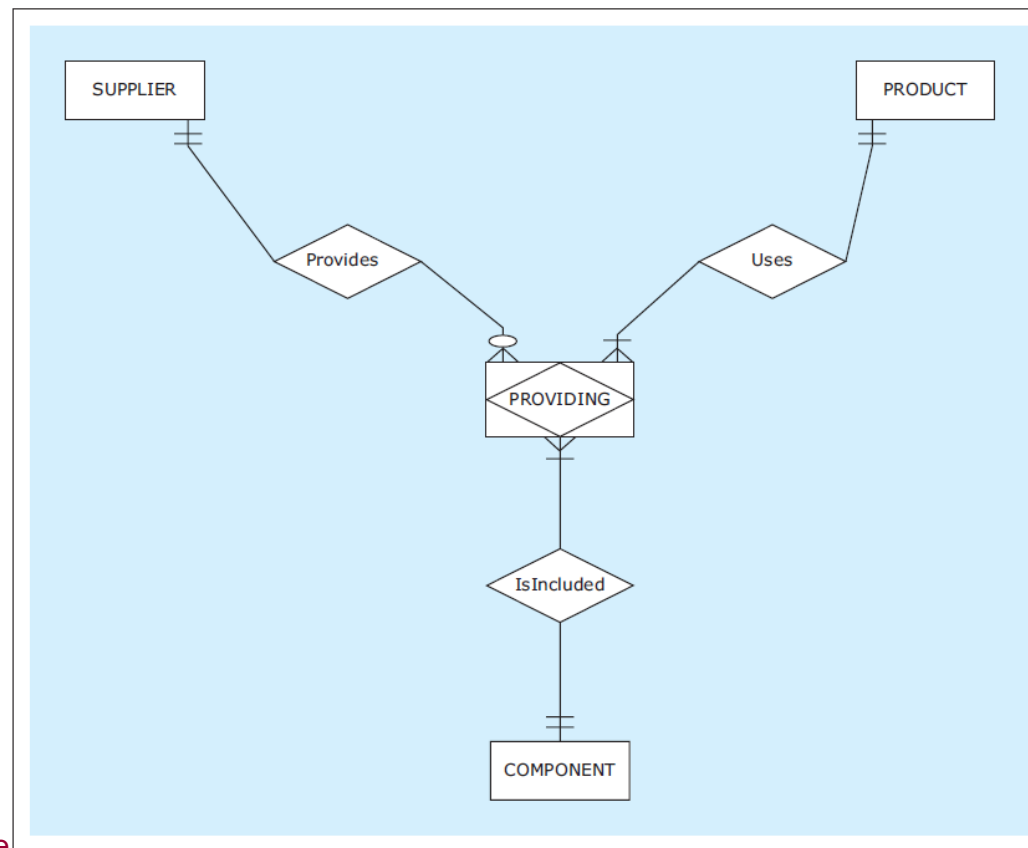 SUPPLIER
PRODUCT
Provides
Uses
PROVIDING
IsIncluded
COMPONENT
e